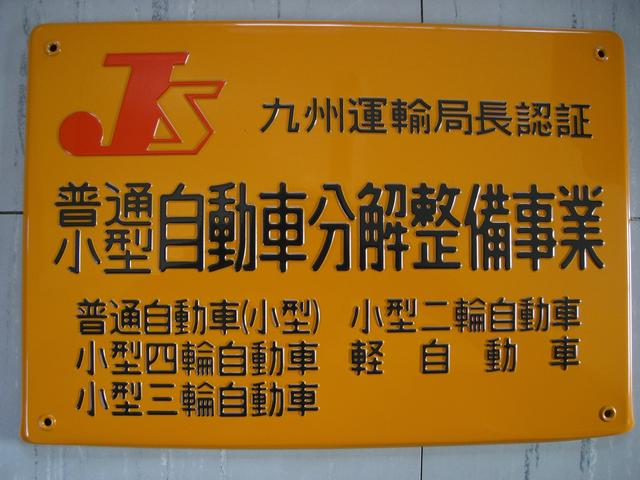 JS
九州運輸局長認証
普通
小型
自動車分解整備事業
普通自動車(小型) 小型二輪自動車
小型四輪自動車 軽自動車
小型三輪自動車